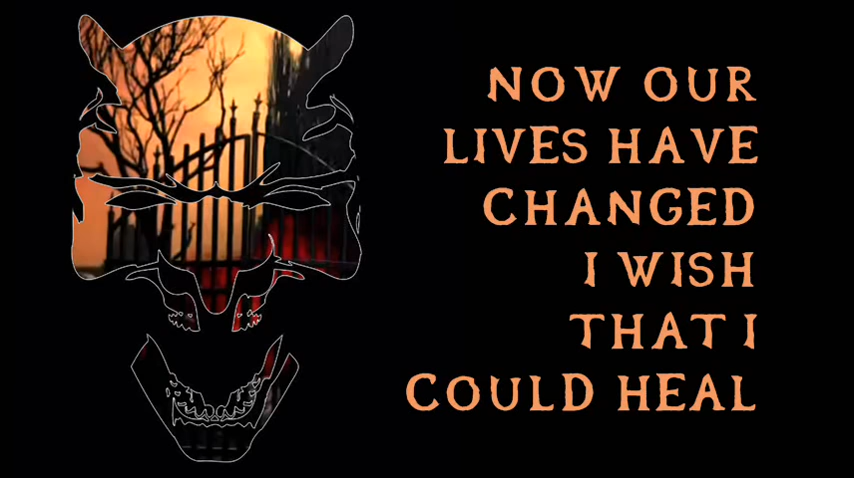 NOW OUR
LIVES HAVE
CHANGED
I WISH
THAT I
COULD HEAL